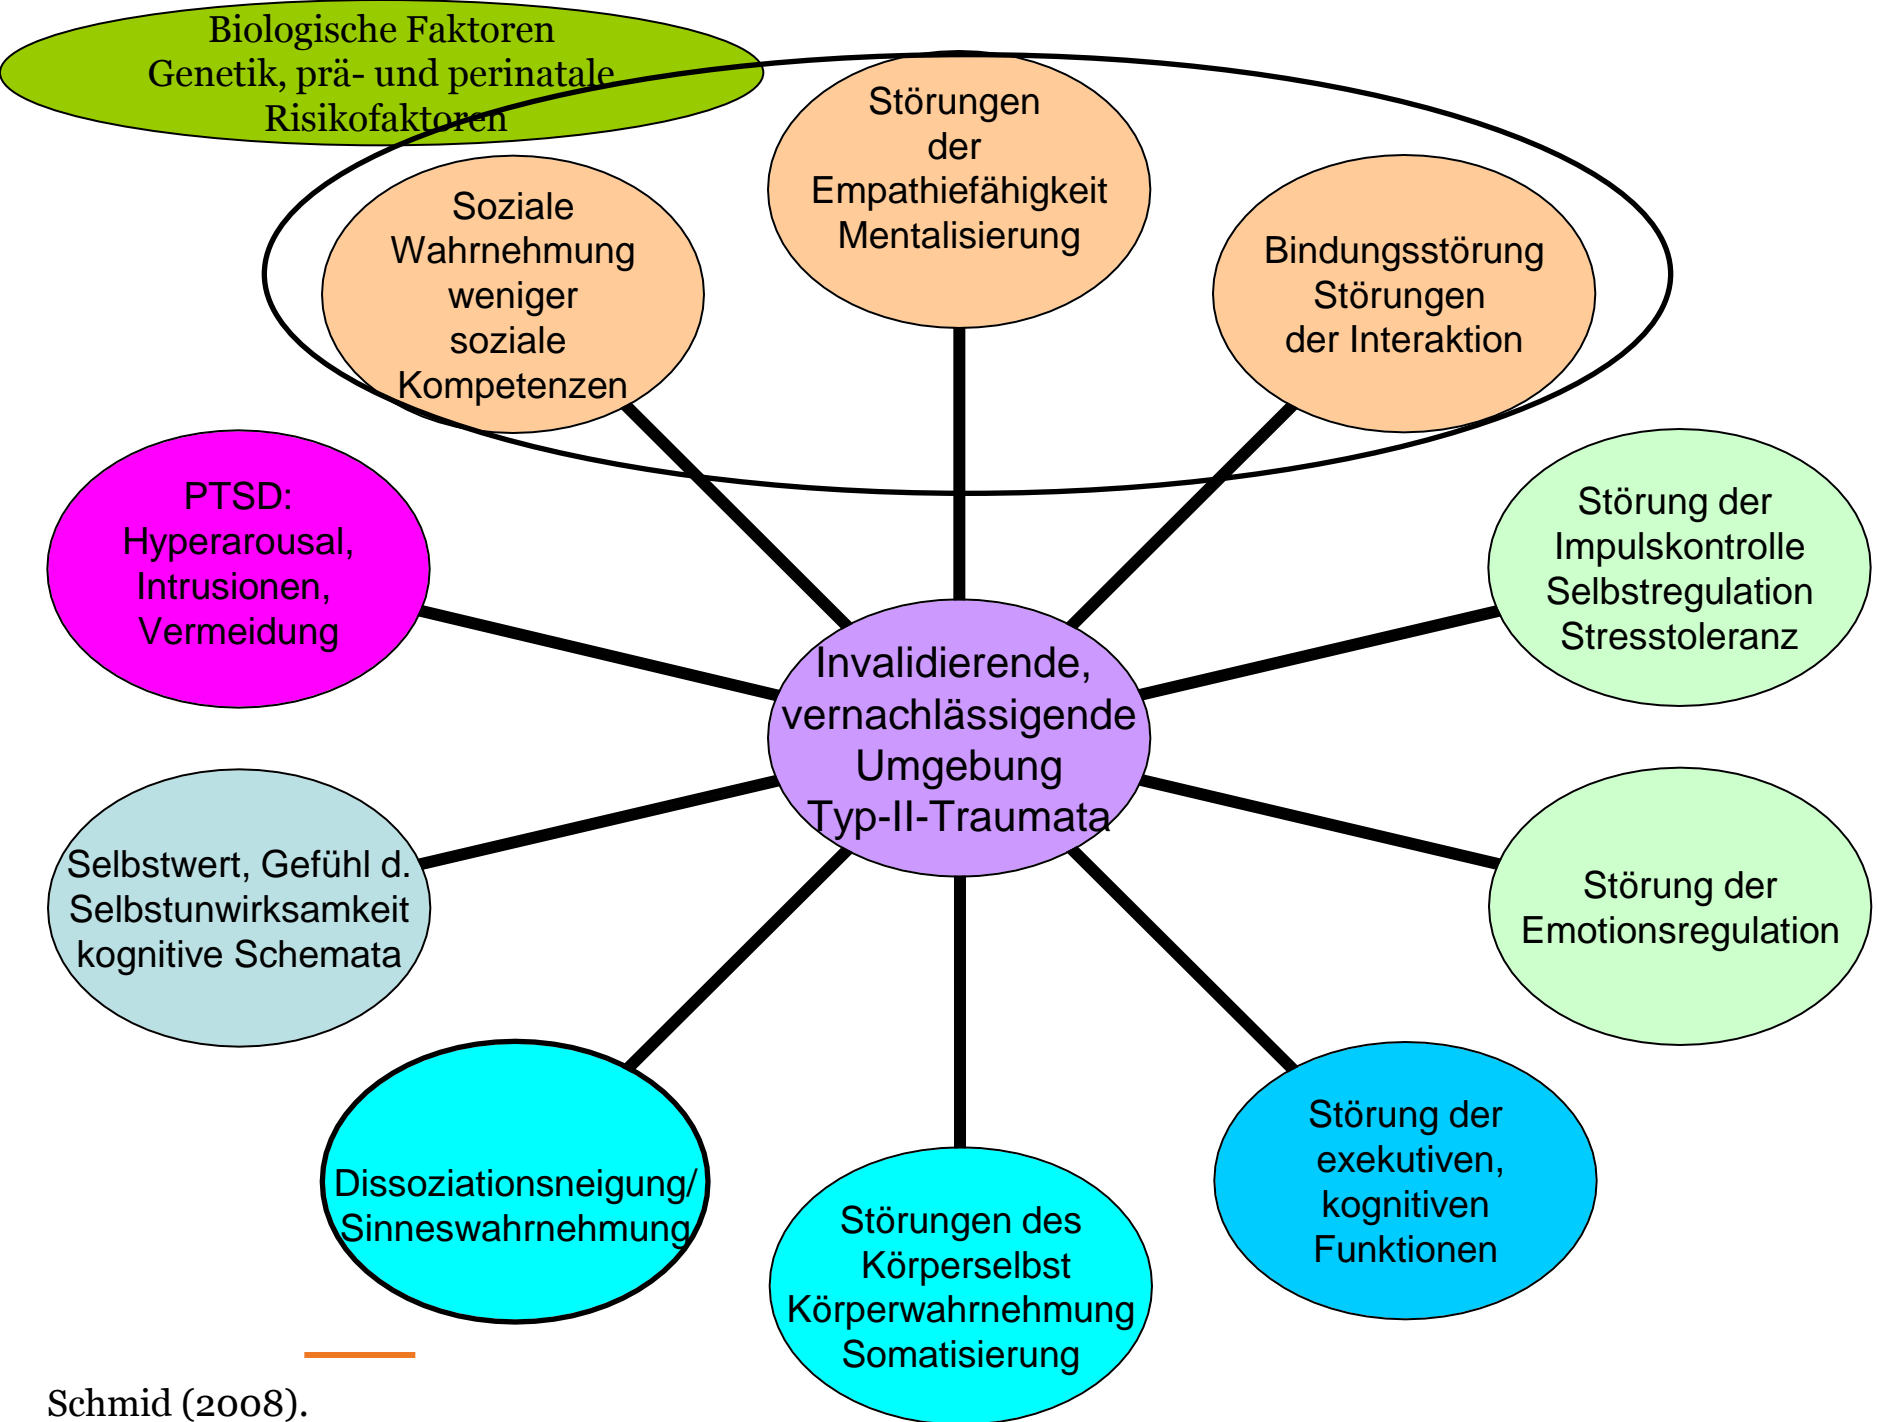 Biologische Faktoren
Genetik, prä- und perinatale
Risikofaktoren
Störungen
der
Empathiefähigkeit
Mentalisierung
Soziale
Wahrnehmung
weniger
soziale
Kompetenzen
Bindungsstörung
Störungen
der Interaktion
PTSD:
Hyperarousal,
Intrusionen,
Vermeidung
Störung der
Impulskontrolle
Selbstregulation
Stresstoleranz
Invalidierende,
vernachlässigende
Umgebung
Typ-II-Traumata
Selbstwert, Gefühl d.
Selbstunwirksamkeit
kognitive Schemata
Störung der
Emotionsregulation
Dissoziationsneigung/
Sinneswahrnehmung
Störungen des
Körperselbst
Körperwahrnehmung
Somatisierung
Störung der
exekutiven,
kognitiven
Funktionen
Schmid (2008).